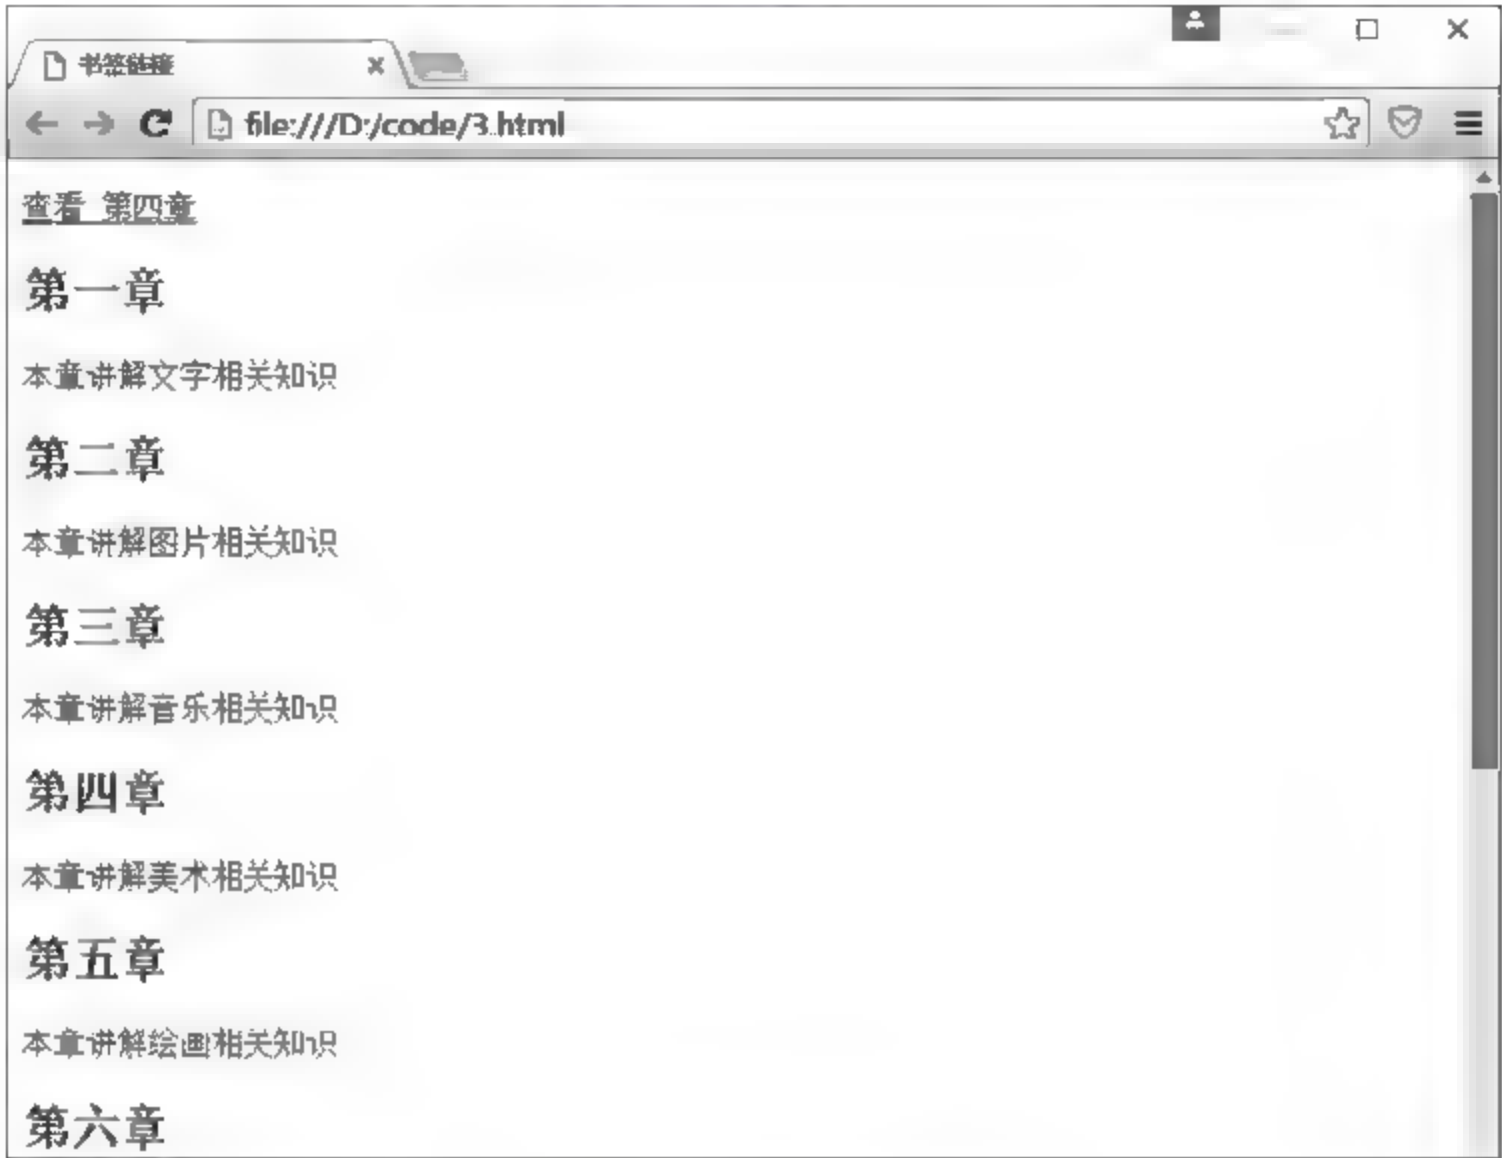 书签链接
file:///D:/code/3.html
查看 第四章
第一章
本章讲解文字相关知识
第二章
本章讲解图片相关知识
第三章
本章讲解音乐相关知识
第四章
本章讲解美术相关知识
第五章
本章讲解绘画相关知识
第六章